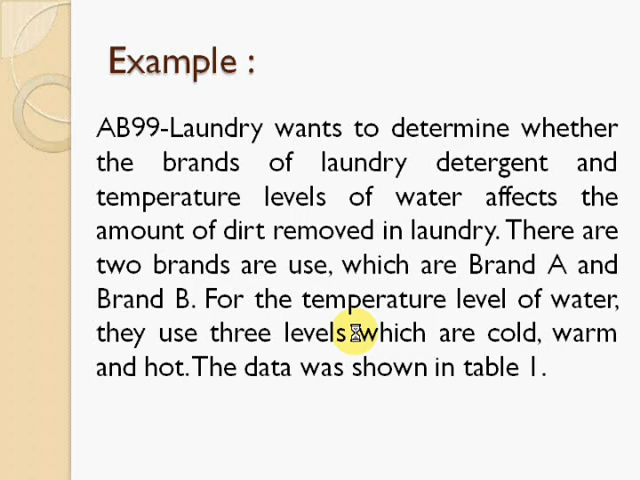 Example :
AB99-Laundry wants to determine whether
the brands of laundry detergent and
temperature levels of water affects the
amount of dirt removed in laundry. There are
two brands are use, which are Brand A and
Brand B. For the temperature level of water,
they use three levels which are cold, warm
and hot. The data was shown in table 1.